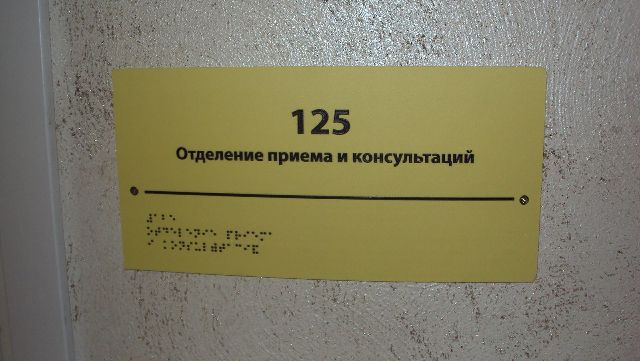 125
Отделение приема и консультаций
⠼⠁⠃⠑
⠕⠞⠙⠑⠇⠑⠝⠊⠑ ⠏⠗⠊⠑⠍⠁
⠊ ⠅⠕⠝⠎⠥⠇⠾⠞⠁⠉⠊⠯